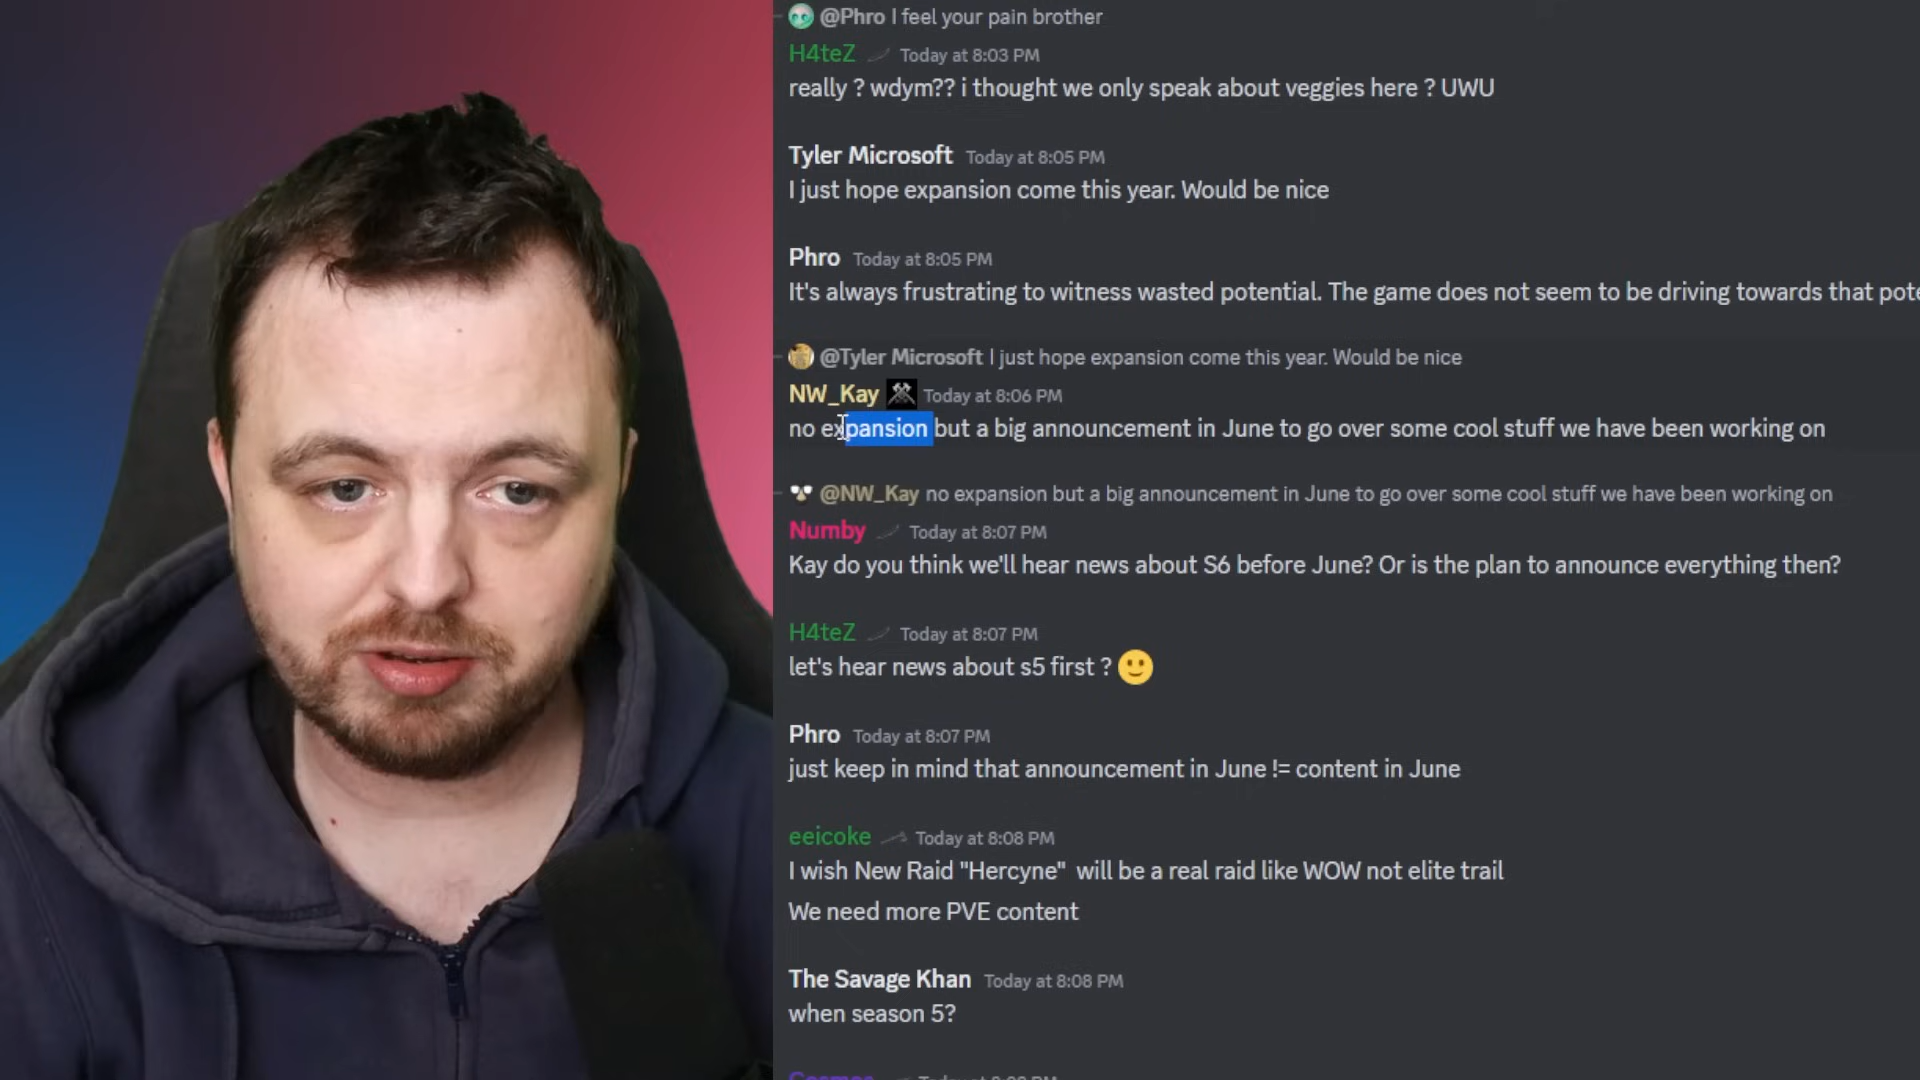 @Phro I feel your pain brother
H4teZ Today at 8:03 PM
really ? wdym?? i thought we only speak about veggies here ? UWU
Tyler Microsoft Today at 8:05 PM
I just hope expansion come this year. Would be nice
Phro Today at 8:05 PM
It's always frustrating to witness wasted potential. The game does not seem to be driving towards that pote
@Tyler Microsoft I just hope expansion come this year. Would be nice
NW_Kay Today at 8:06 PM
no expansion but a big announcement in June to go over some cool stuff we have been working on
@NW_Kay no expansion but a big announcement in June to go over some cool stuff we have been working on
Numby Today at 8:07 PM
Kay do you think we'll hear news about S6 before June? Or is the plan to announce everything then?
H4teZ Today at 8:07 PM
let's hear news about s5 first ? 🙂
Phro Today at 8:07 PM
just keep in mind that announcement in June != content in June
eeicoke Today at 8:08 PM
I wish New Raid "Hercyne" will be a real raid like WOW not elite trail
We need more PVE content
The Savage Khan Today at 8:08 PM
when season 5?